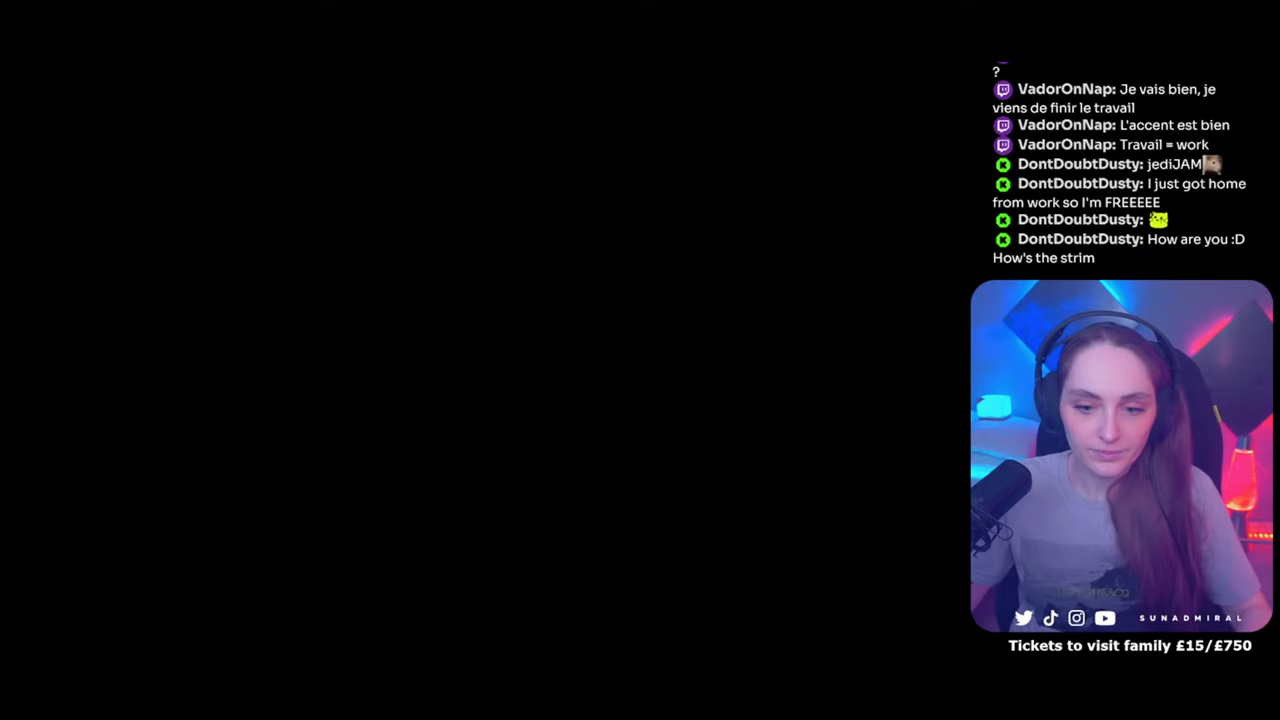 ?
VadorOnNap: Je vais bien, je
viens de finir le travail
VadorOnNap: L'accent est bien
VadorOnNap: Travail = work
DontDoubtDusty: jediJAM
DontDoubtDusty: I just got home
from work so I'm FREEEEE
DontDoubtDusty:
DontDoubtDusty: How are you :D
How's the strim
SUNADMIRAL
Tickets to visit family £15/£750